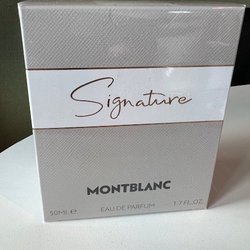 Signature
MONTBLANC
50ML e EAU DE PARFUM 1.7 FL.OZ.